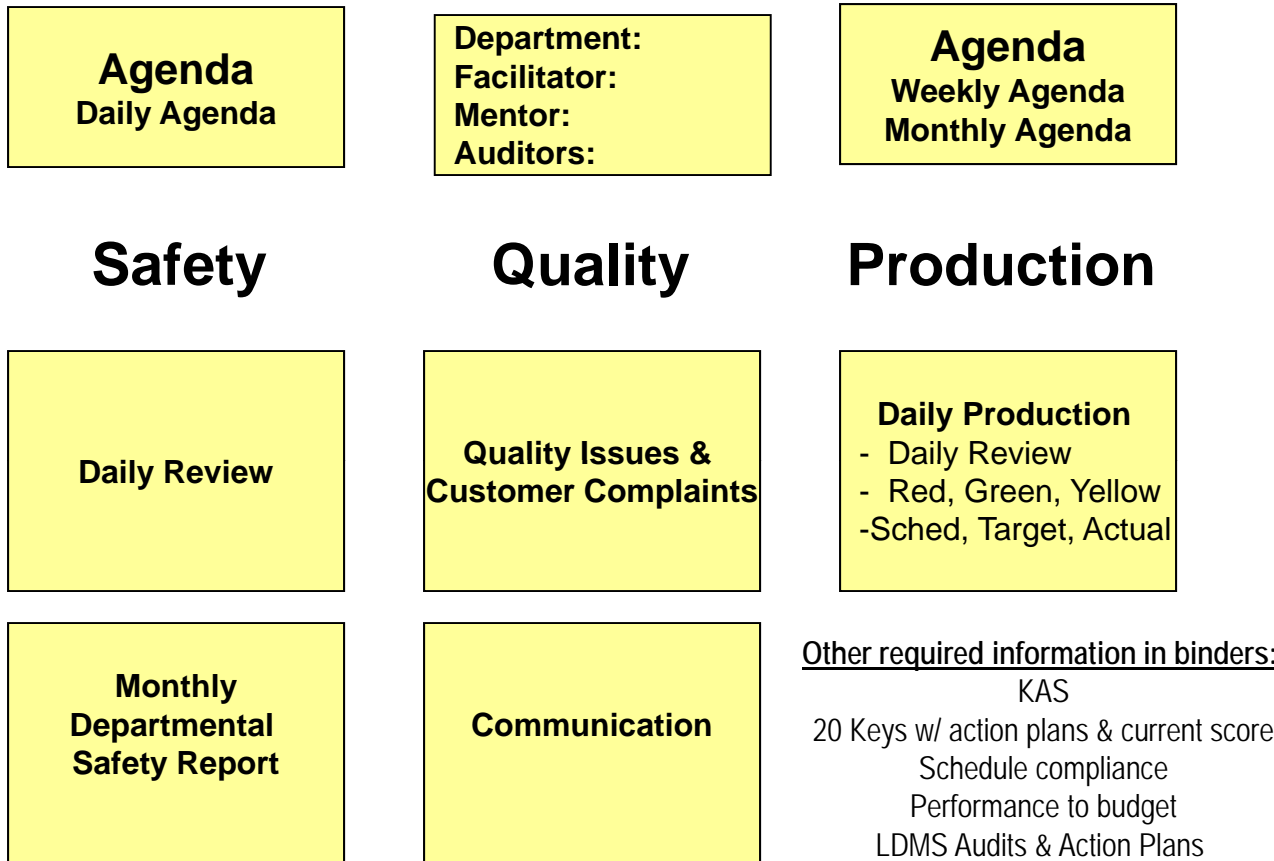 Agenda
Daily Agenda
Department:
Facilitator:
Mentor:
Auditors:
Agenda
Weekly Agenda
Monthly Agenda
Safety
Quality
Production
Daily Review
Quality Issues &
Customer Complaints
Daily Production
- Daily Review
- Red, Green, Yellow
-Sched, Target, Actual
Monthly
Departmental
Safety Report
Communication
Other required information in binders:
KAS
20 Keys w/ action plans & current score
Schedule compliance
Performance to budget
LDMS Audits & Action Plans